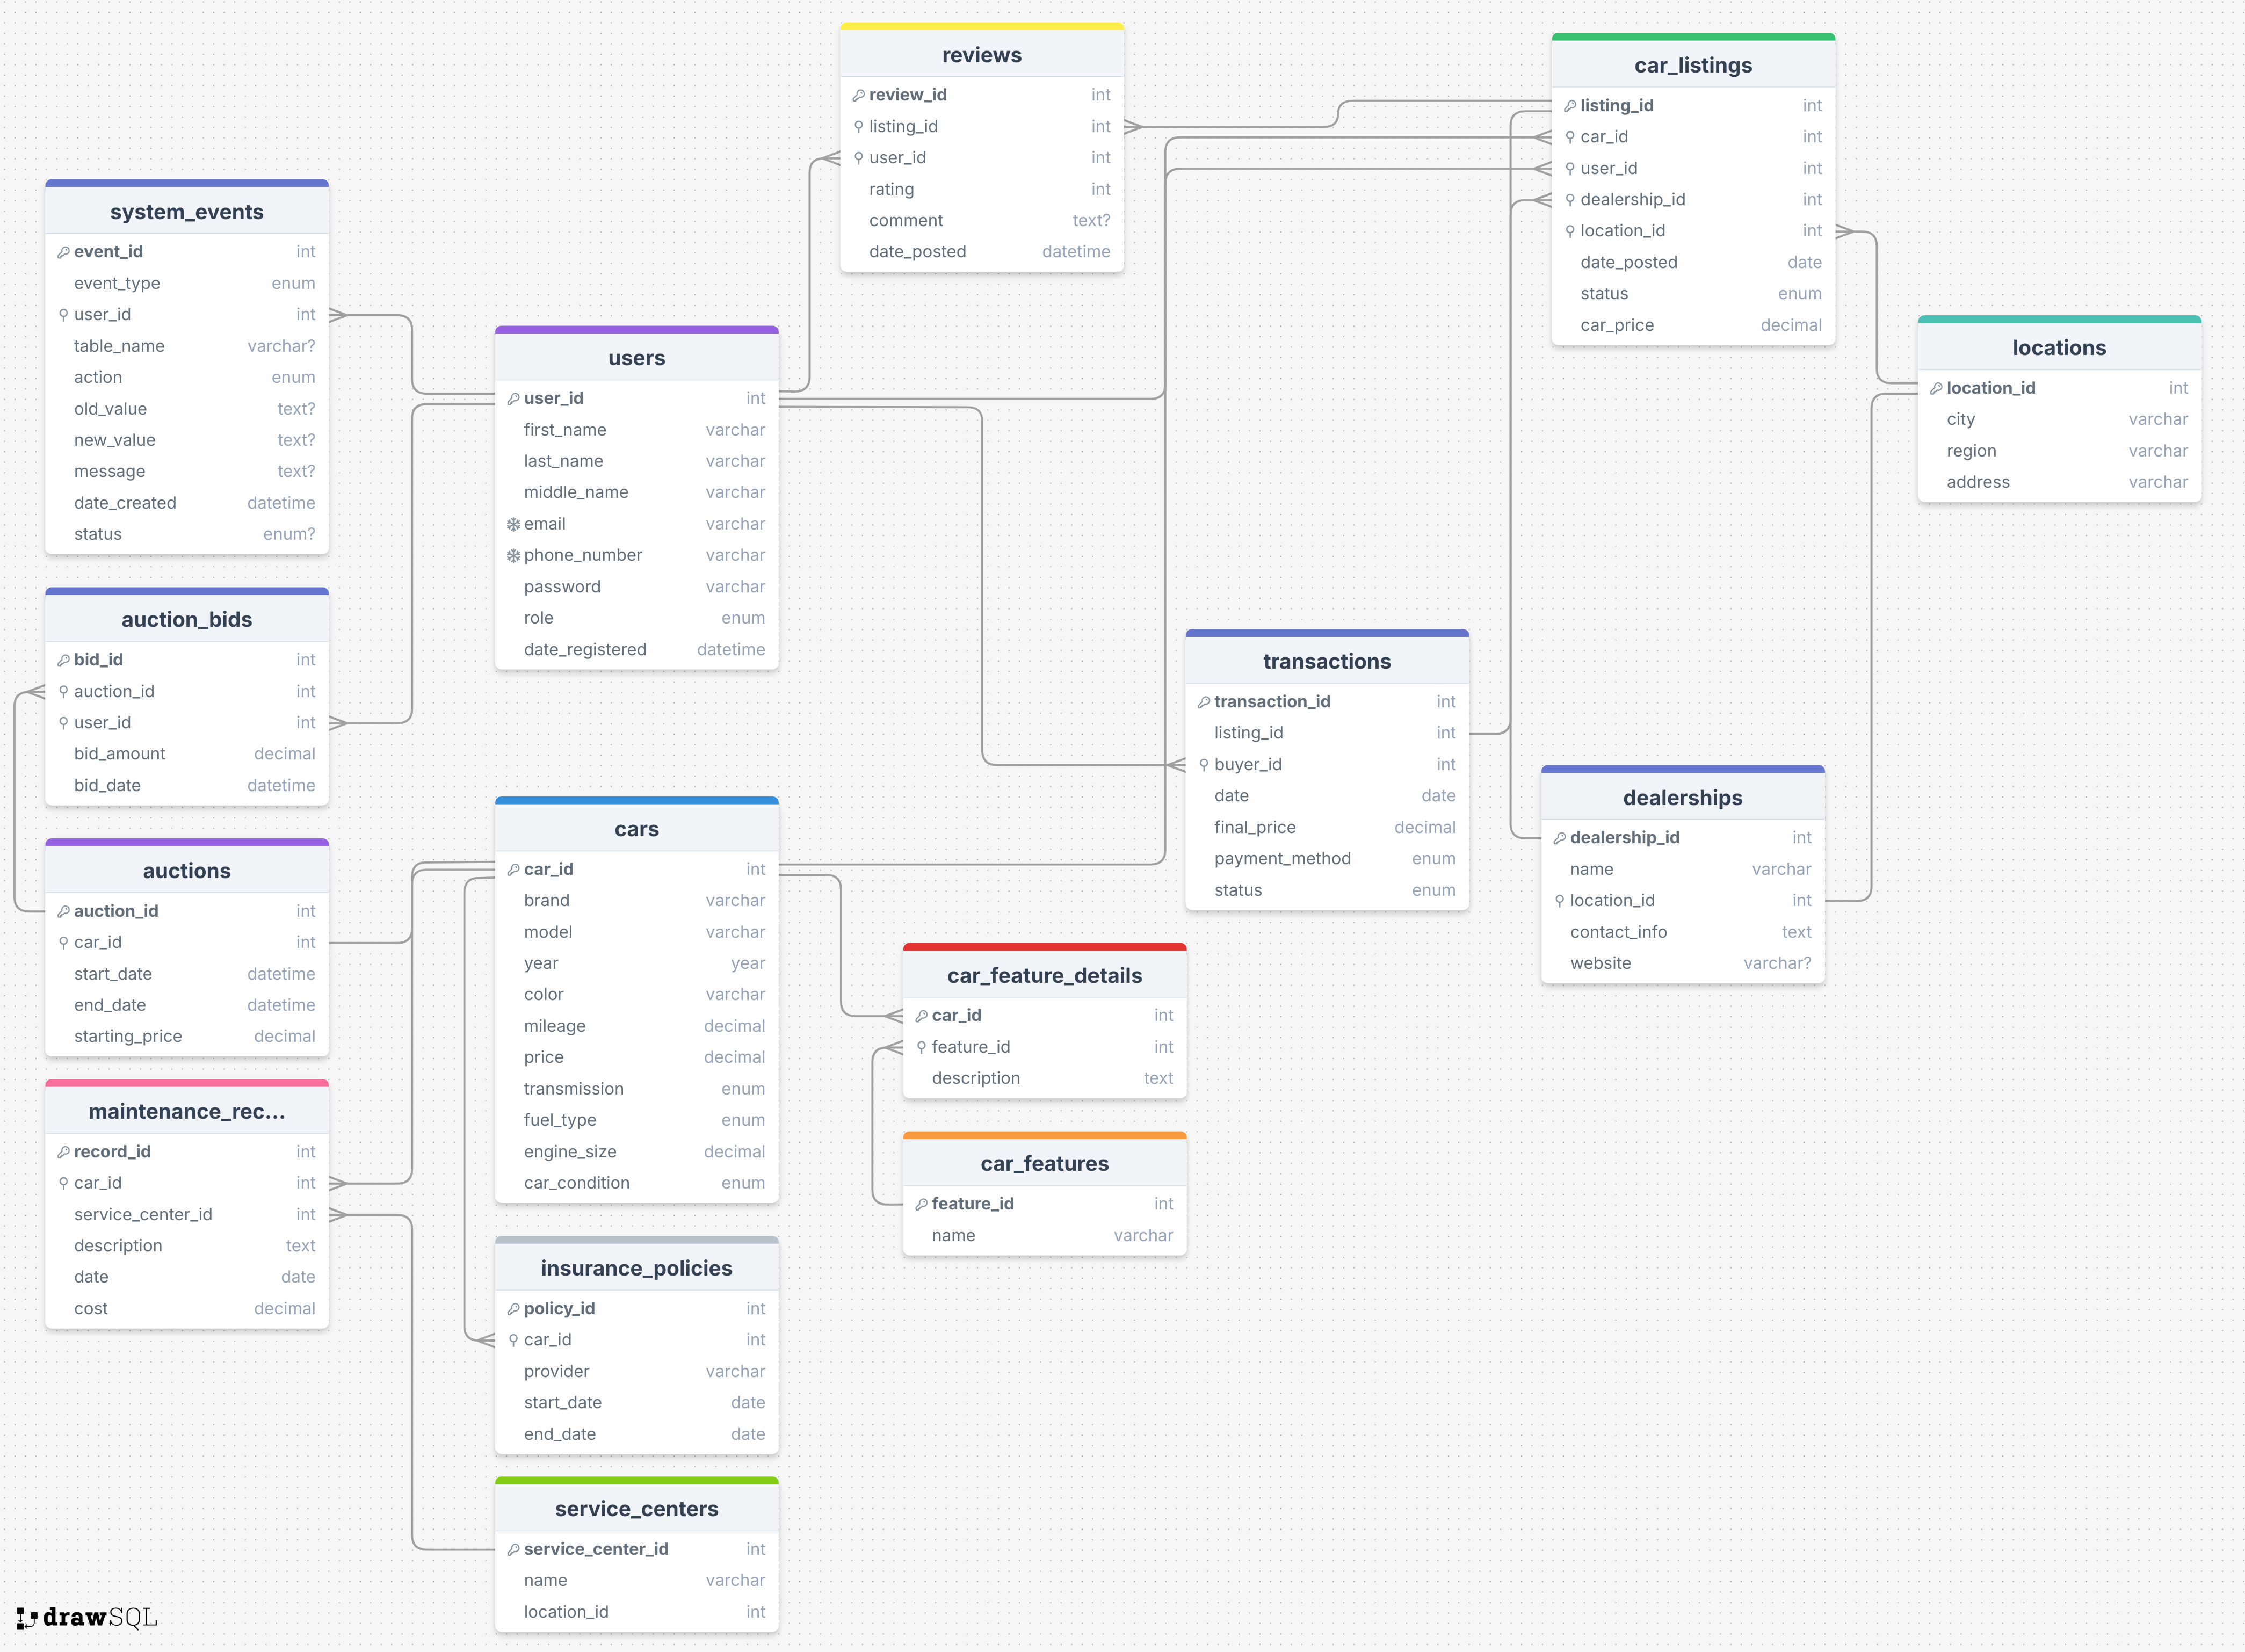 reviews
review_id int
listing_id int
user_id int
rating int
comment text?
date_posted datetime
car_listings
listing_id int
car_id int
user_id int
dealership_id int
location_id int
date_posted date
status enum
car_price decimal
system_events
event_id int
event_type enum
user_id int
table_name varchar?
action enum
old_value text?
new_value text?
message text?
date_created datetime
status enum?
users
user_id int
first_name varchar
last_name varchar
middle_name varchar
email varchar
phone_number varchar
password varchar
role enum
date_registered datetime
locations
location_id int
city varchar
region varchar
address varchar
auction_bids
bid_id int
auction_id int
user_id int
bid_amount decimal
bid_date datetime
transactions
transaction_id int
listing_id int
buyer_id int
date date
final_price decimal
payment_method enum
status enum
dealerships
dealership_id int
name varchar
location_id int
contact_info text
website varchar?
auctions
auction_id int
car_id int
start_date datetime
end_date datetime
starting_price decimal
cars
car_id int
brand varchar
model varchar
year year
color varchar
mileage decimal
price decimal
transmission enum
fuel_type enum
engine_size decimal
car_condition enum
car_feature_details
car_id int
feature_id int
description text
car_features
feature_id int
name varchar
maintenance_rec...
record_id int
car_id int
service_center_id int
description text
date date
cost decimal
insurance_policies
policy_id int
car_id int
provider varchar
start_date date
end_date date
service_centers
service_center_id int
name varchar
location_id int
drawSQL